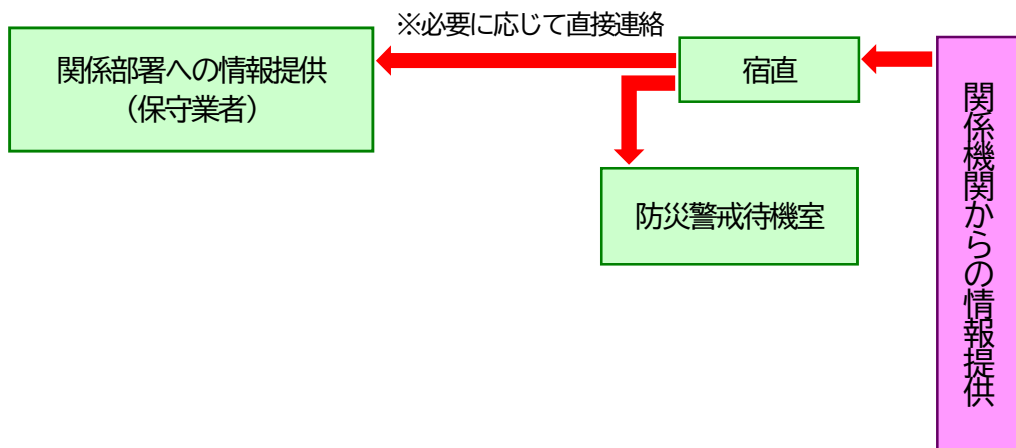 ※必要に応じて直接連絡
関係部署への情報提供
（保守業者）
宿直
防災警戒待機室
関係機関からの情報提供